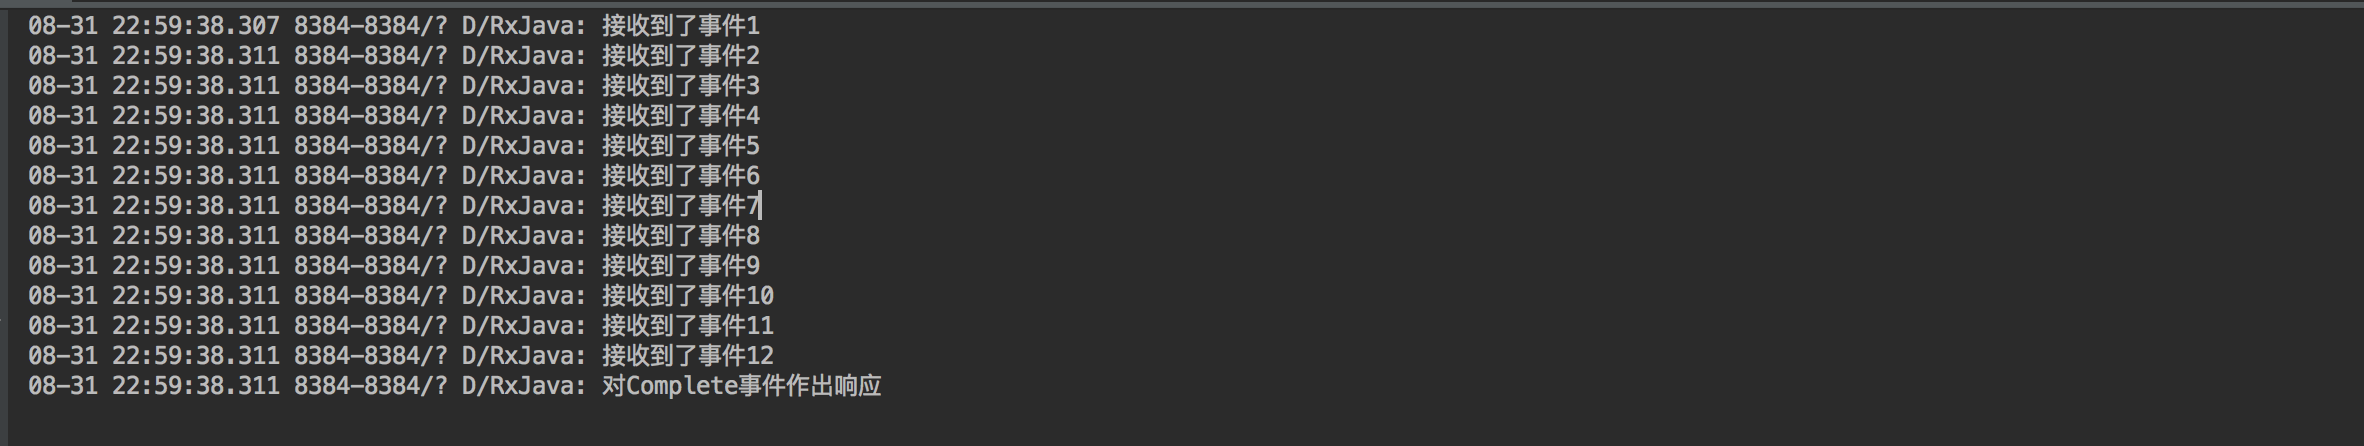 08-31 22:59:38.307 8384-8384/? D/RxJava: 接收到了事件1
08-31 22:59:38.311 8384-8384/? D/RxJava: 接收到了事件2
08-31 22:59:38.311 8384-8384/? D/RxJava: 接收到了事件3
08-31 22:59:38.311 8384-8384/? D/RxJava: 接收到了事件4
08-31 22:59:38.311 8384-8384/? D/RxJava: 接收到了事件5
08-31 22:59:38.311 8384-8384/? D/RxJava: 接收到了事件6
08-31 22:59:38.311 8384-8384/? D/RxJava: 接收到了事件7
08-31 22:59:38.311 8384-8384/? D/RxJava: 接收到了事件8
08-31 22:59:38.311 8384-8384/? D/RxJava: 接收到了事件9
08-31 22:59:38.311 8384-8384/? D/RxJava: 接收到了事件10
08-31 22:59:38.311 8384-8384/? D/RxJava: 接收到了事件11
08-31 22:59:38.311 8384-8384/? D/RxJava: 接收到了事件12
08-31 22:59:38.311 8384-8384/? D/RxJava: 对Complete事件作出响应